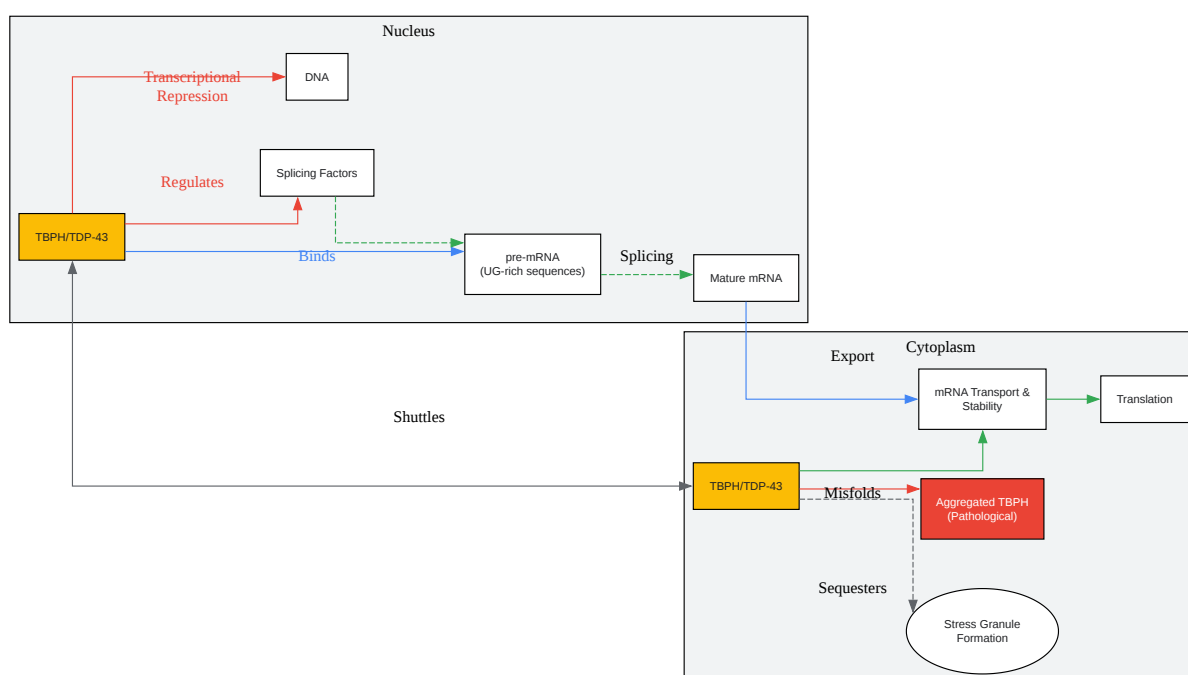 Nucleus
Transcriptional
Repression
DNA
Regulates
Splicing Factors
TBPH/TDP-43
Binds
pre-mRNA
(UG-rich sequences)
Splicing
Mature mRNA
Cytoplasm
Export
mRNA Transport &
Stability
Translation
Shuttles
TBPH/TDP-43
Misfolds
Aggregated TBPH
(Pathological)
Sequesters
Stress Granule
Formation